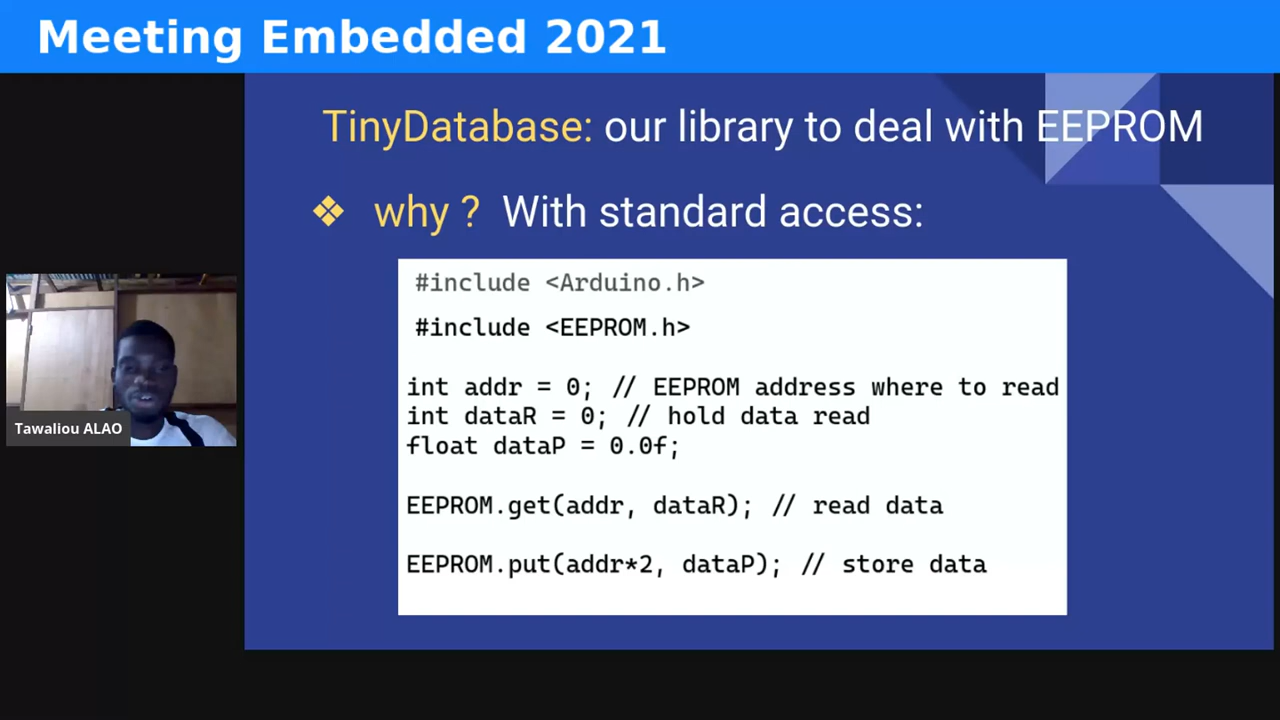 Meeting Embedded 2021
TinyDatabase: our library to deal with EEPROM
❖ why ? With standard access:
#include <Arduino.h>
#include <EEPROM.h>
int addr = 0; // EEPROM address where to read
int dataR = 0; // hold data read
float dataP = 0.0f;
EEPROM.get(addr, dataR); // read data
EEPROM.put(addr*2, dataP); // store data
Tawaliou ALAO